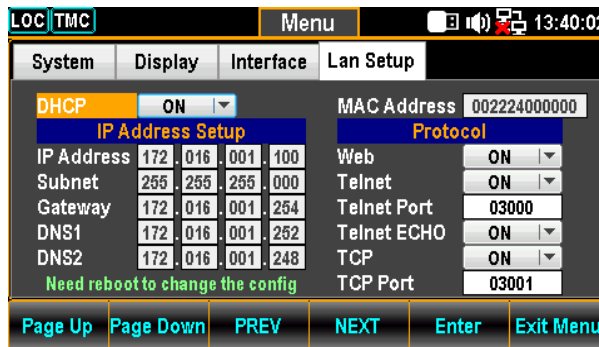 LOC TMC Menu 13:40:02
System Display Interface Lan Setup
DHCP ON MAC Address 002224000000
IP Address Setup Protocol
IP Address 172 . 016 . 001 . 100 Web ON
Subnet 255 . 255 . 255 . 000 Telnet ON
Gateway 172 . 016 . 001 . 254 Telnet Port 03000
DNS1 172 . 016 . 001 . 252 Telnet ECHO ON
DNS2 172 . 016 . 001 . 248 TCP ON
Need reboot to change the config TCP Port 03001
Page Up Page Down PREV NEXT Enter Exit Menu